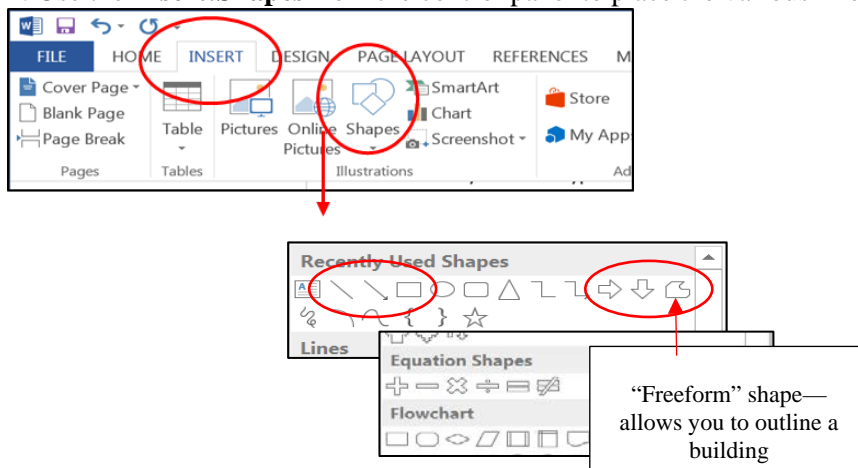 FILE HOME INSERT DESIGN PAGE LAYOUT REFERENCES M
Cover Page
Blank Page
Page Break
Table
Pictures
Online
Pictures
Shapes
SmartArt
Chart
Screenshot
Store
My App
Pages
Tables
Illustrations
Ad
Recently Used Shapes
Lines
Equation Shapes
Flowchart
“Freeform” shape—
allows you to outline a
building